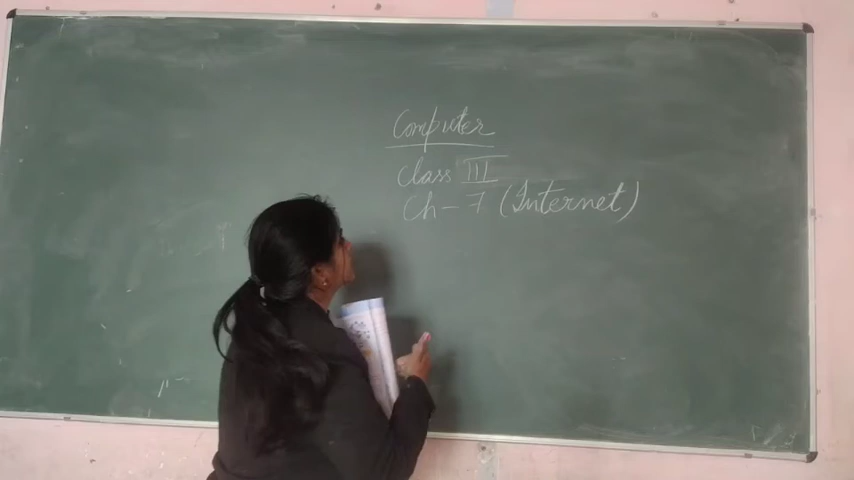 Computer
Class III
Ch - 7 (Internet)